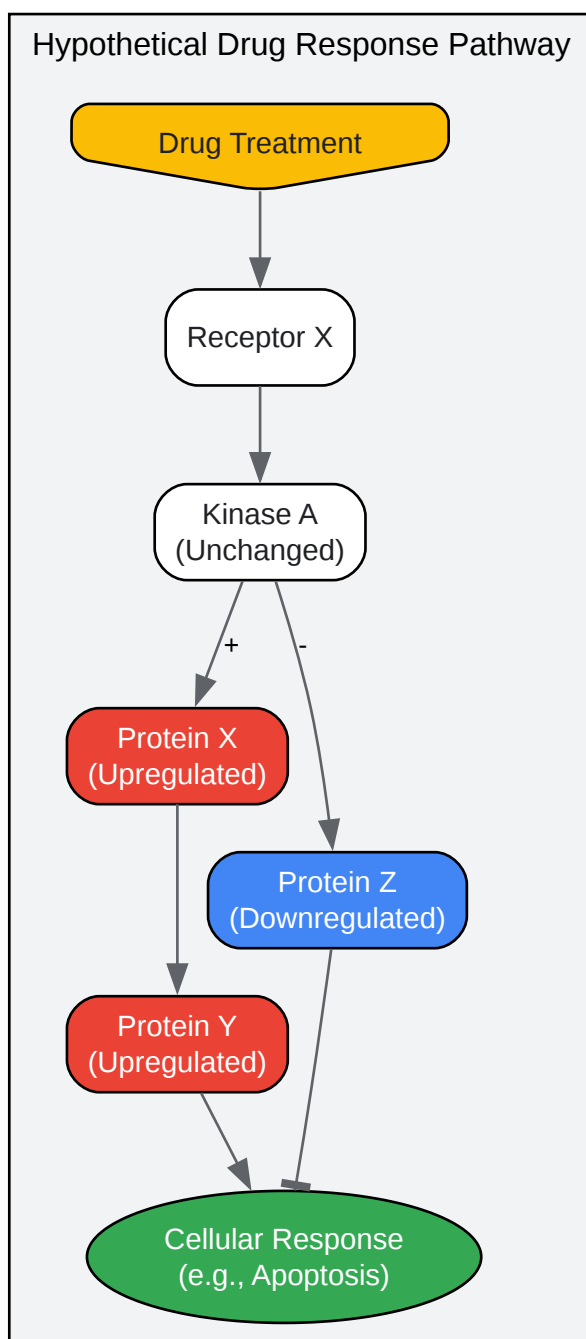 Hypothetical Drug Response Pathway
Drug Treatment
Receptor X
Kinase A
(Unchanged)
+
-
Protein X
(Upregulated)
Protein Z
(Downregulated)
Protein Y
(Upregulated)
Cellular Response
(e.g., Apoptosis)